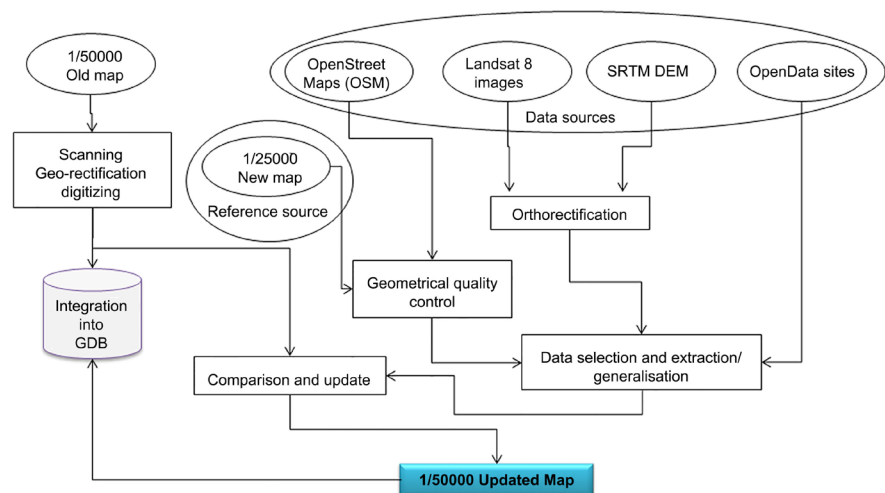 1/50000
Old map
OpenStreet
Maps (OSM)
Landsat 8
images
SRTM DEM
OpenData sites
Data sources
Scanning
Geo-rectification
digitizing
1/25000
New map
Reference source
Orthorectification
Geometrical quality
control
Integration
into
GDB
Data selection and extraction/
generalisation
Comparison and update
1/50000 Updated Map